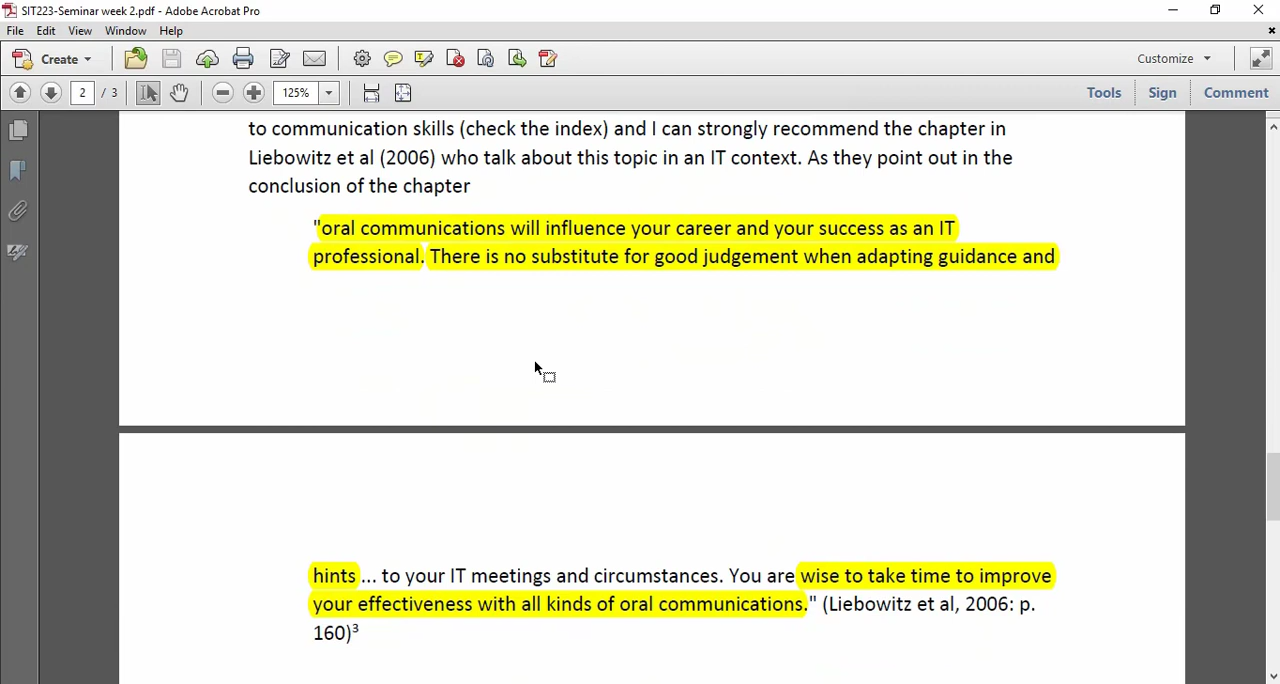 SIT223-Seminar week 2.pdf - Adobe Acrobat Pro
File Edit View Window Help
Create Customize
2 / 3 125% Tools Sign Comment
to communication skills (check the index) and I can strongly recommend the chapter in
Liebowitz et al (2006) who talk about this topic in an IT context. As they point out in the
conclusion of the chapter
"oral communications will influence your career and your success as an IT
professional. There is no substitute for good judgement when adapting guidance and
hints ... to your IT meetings and circumstances. You are wise to take time to improve
your effectiveness with all kinds of oral communications." (Liebowitz et al, 2006: p.
160)³